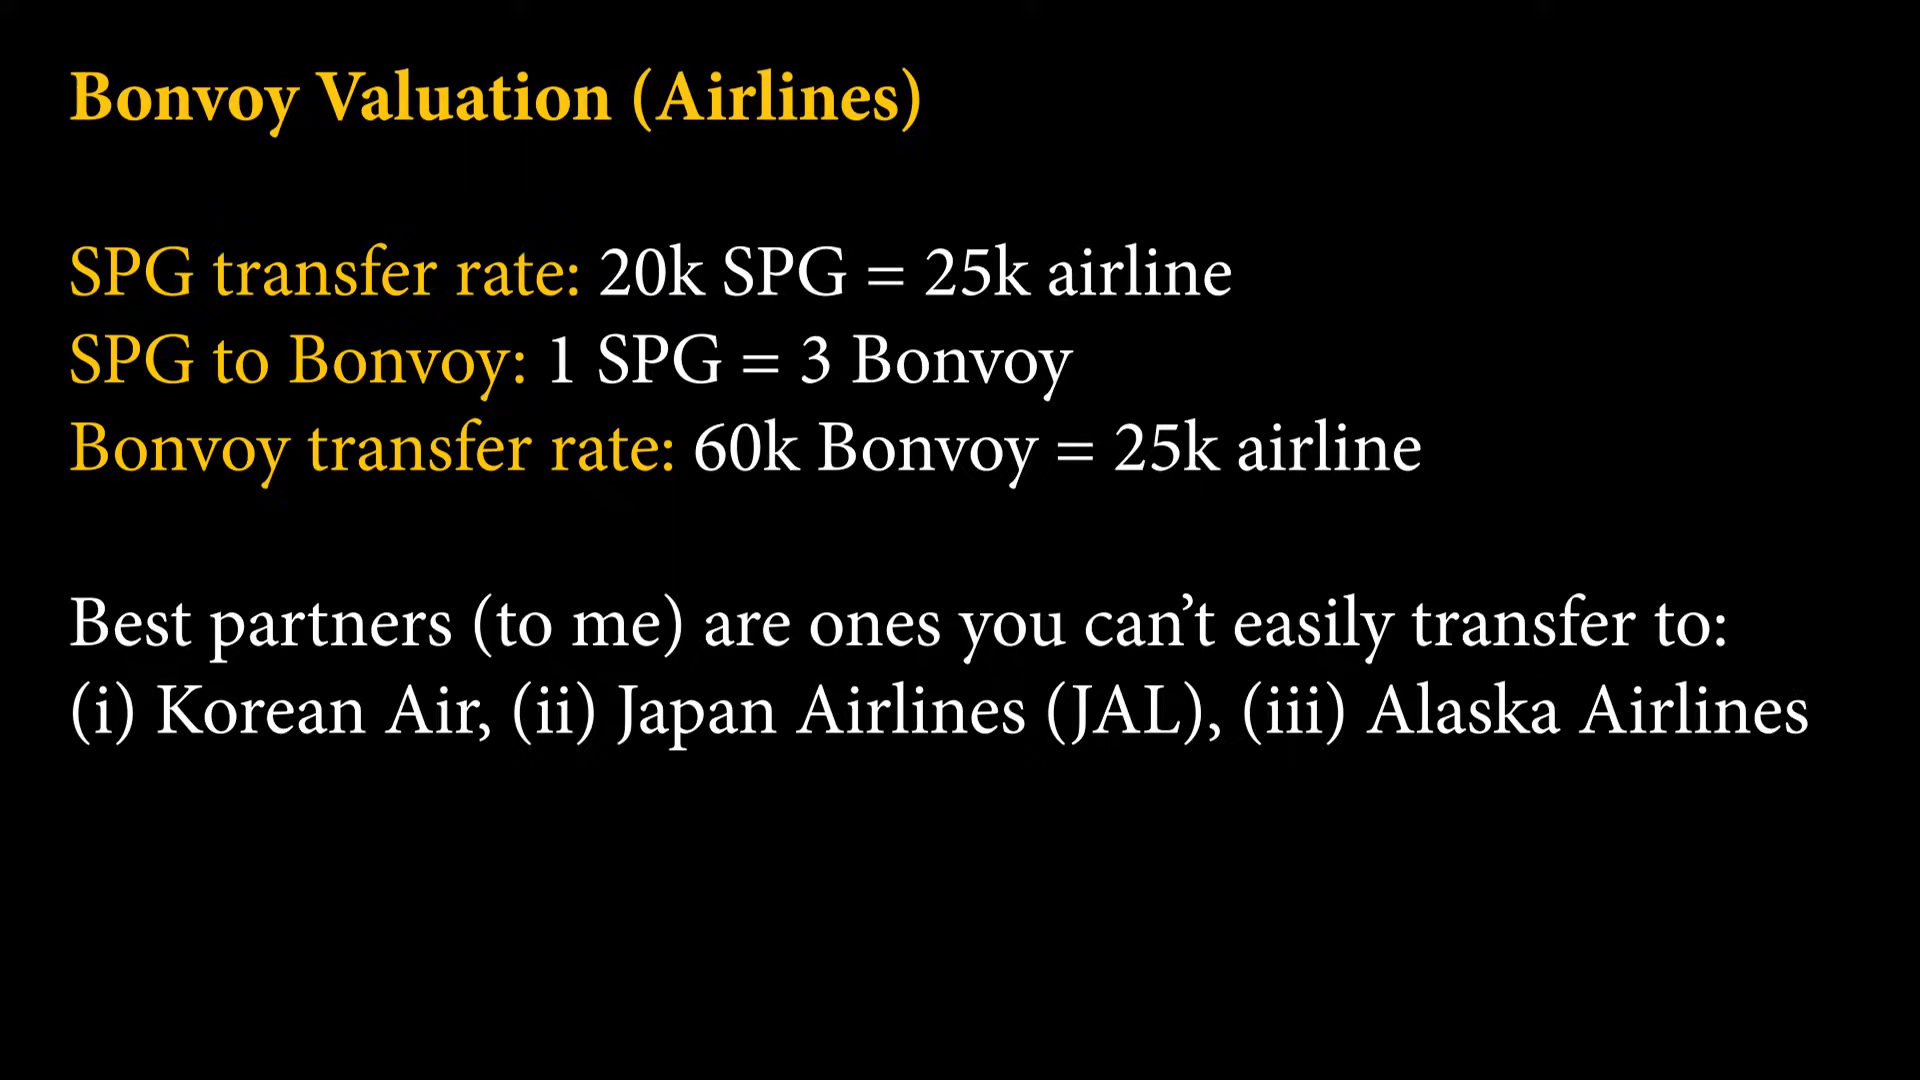 Bonvoy Valuation (Airlines)
SPG transfer rate: 20k SPG = 25k airline
SPG to Bonvoy: 1 SPG = 3 Bonvoy
Bonvoy transfer rate: 60k Bonvoy = 25k airline
Best partners (to me) are ones you can’t easily transfer to:
(i) Korean Air, (ii) Japan Airlines (JAL), (iii) Alaska Airlines